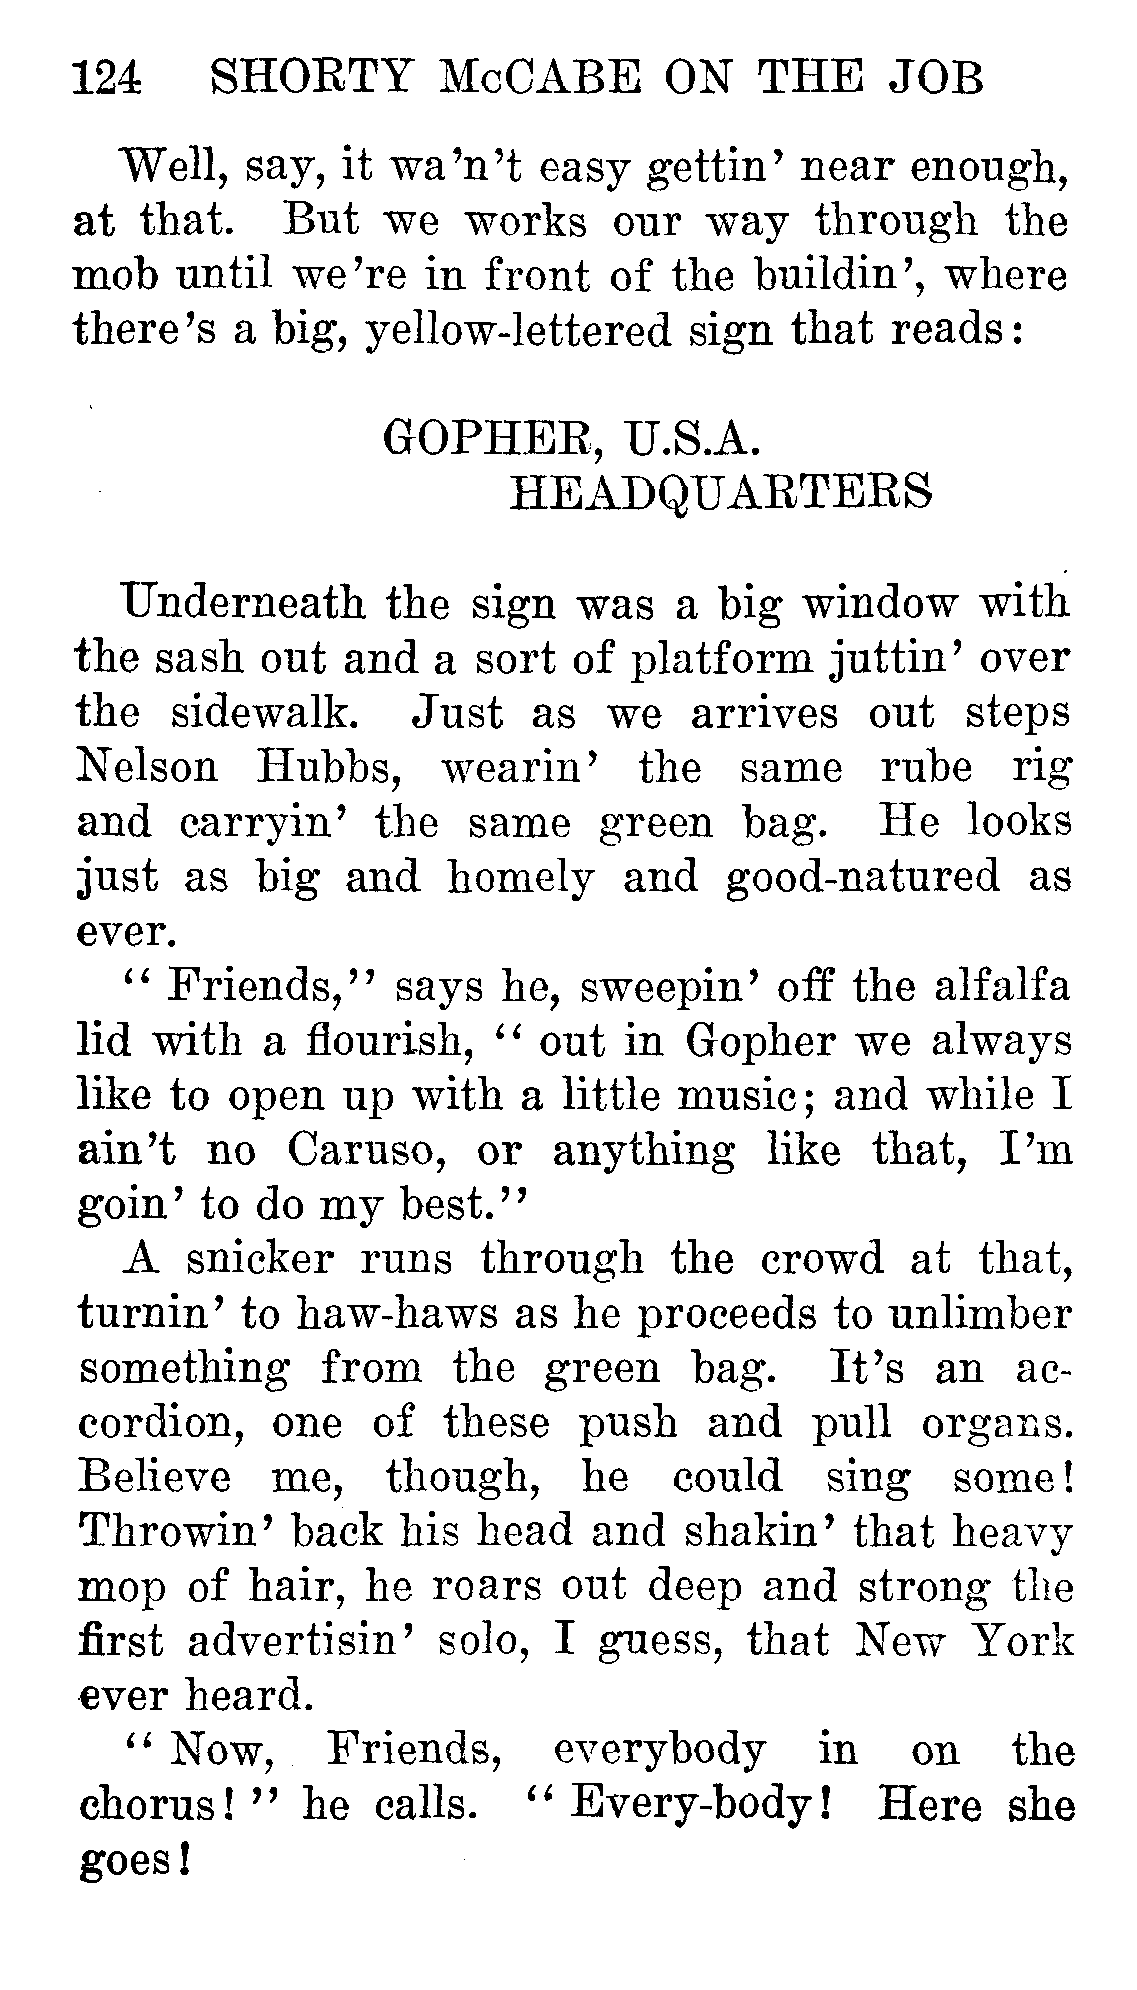 124 SHORTY McCABE ON THE JOB
Well, say, it wa'n't easy gettin' near enough,
at that. But we works our way through the
mob until we're in front of the buildin', where
there's a big, yellow-lettered sign that reads:
GOPHER, U.S.A.
HEADQUARTERS
Underneath the sign was a big window with
the sash out and a sort of platform juttin' over
the sidewalk. Just as we arrives out steps
Nelson Hubbs, wearin' the same rube rig
and carryin' the same green bag. He looks
just as big and homely and good-natured as
ever.
“ Friends,” says he, sweepin' off the alfalfa
lid with a flourish, “ out in Gopher we always
like to open up with a little music; and while I
ain't no Caruso, or anything like that, I'm
goin' to do my best.”
A snicker runs through the crowd at that,
turnin' to haw-haws as he proceeds to unlimber
something from the green bag. It's an ac-
cordion, one of these push and pull organs.
Believe me, though, he could sing some!
Throwin' back his head and shakin' that heavy
mop of hair, he roars out deep and strong the
first advertisin' solo, I guess, that New York
ever heard.
“ Now, Friends, everybody in on the
chorus! ” he calls. “ Every-body! Here she
goes!